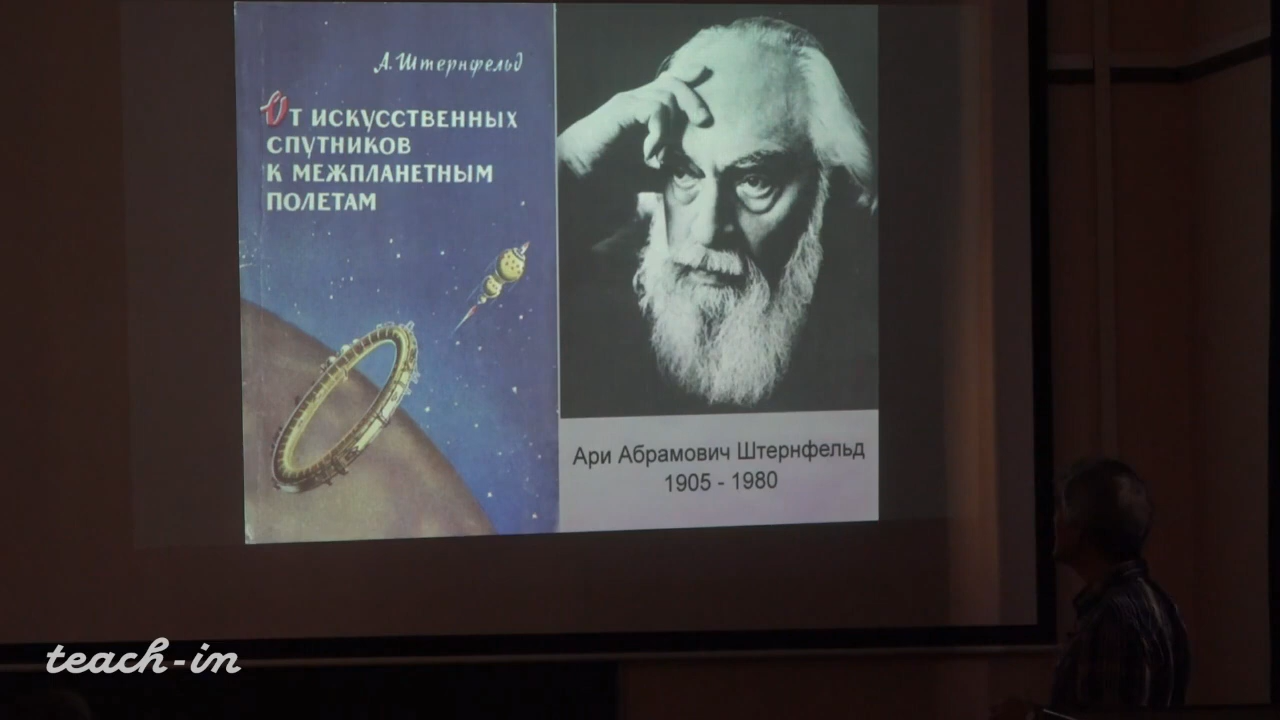 А. Штернфельд
От искусственных
спутников
к межпланетным
полетам
Ари Абрамович Штернфельд
1905 - 1980
teach-in